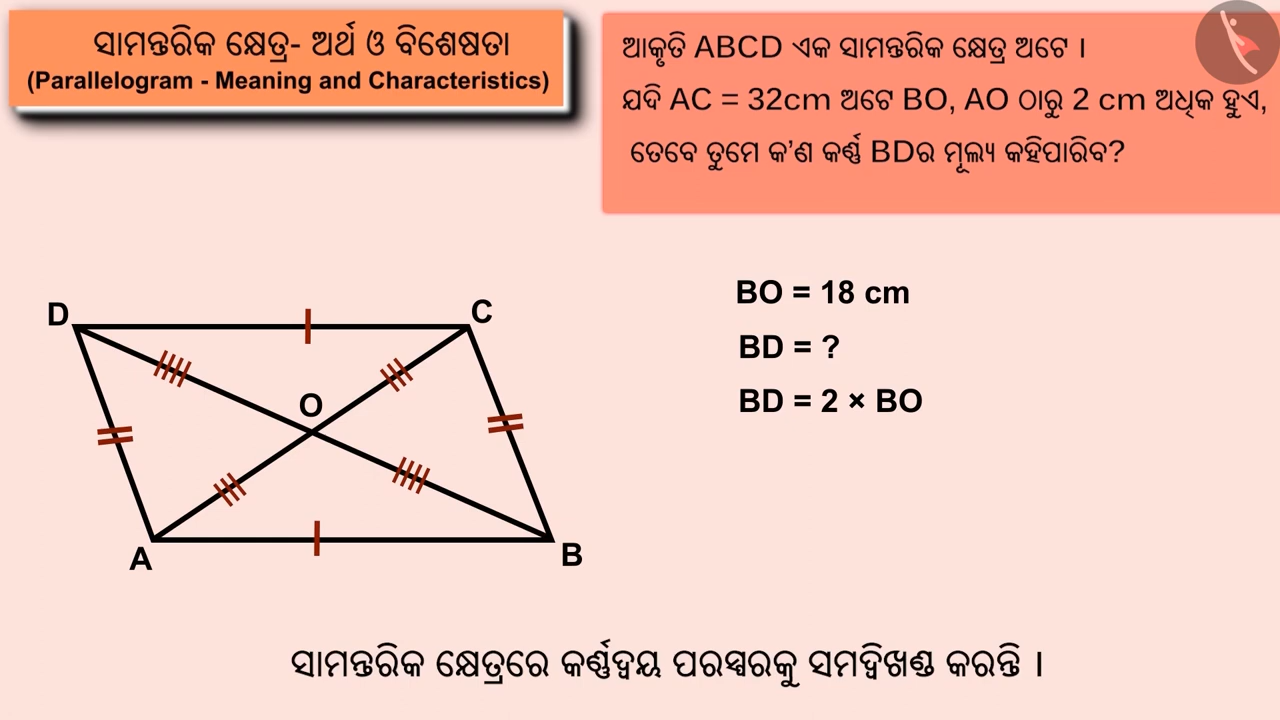 ସାମନ୍ତରିକ କ୍ଷେତ୍ର- ଅର୍ଥ ଓ ବିଶେଷତା
(Parallelogram - Meaning and Characteristics)
ଆକୃତି ABCD ଏକ ସାମନ୍ତରିକ କ୍ଷେତ୍ର ଅଟେ ।
ଯଦି AC = 32cm ଅଟେ BO, AO ଠାରୁ 2 cm ଅଧିକ ହୁଏ,
ତେବେ ତୁମେ କ’ଣ କର୍ଣ୍ଣ BDର ମୂଲ୍ୟ କହିପାରିବ?
BO = 18 cm
BD = ?
BD = 2 × BO
D
C
O
A
B
ସାମନ୍ତରିକ କ୍ଷେତ୍ରରେ କର୍ଣ୍ଣଦ୍ୱୟ ପରସ୍ପରକୁ ସମଦ୍ୱିଖଣ୍ଡ କରନ୍ତି ।